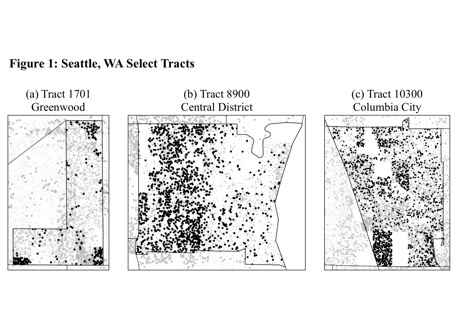 Figure 1: Seattle, WA Select Tracts
(a) Tract 1701
Greenwood
(b) Tract 8900
Central District
(c) Tract 10300
Columbia City